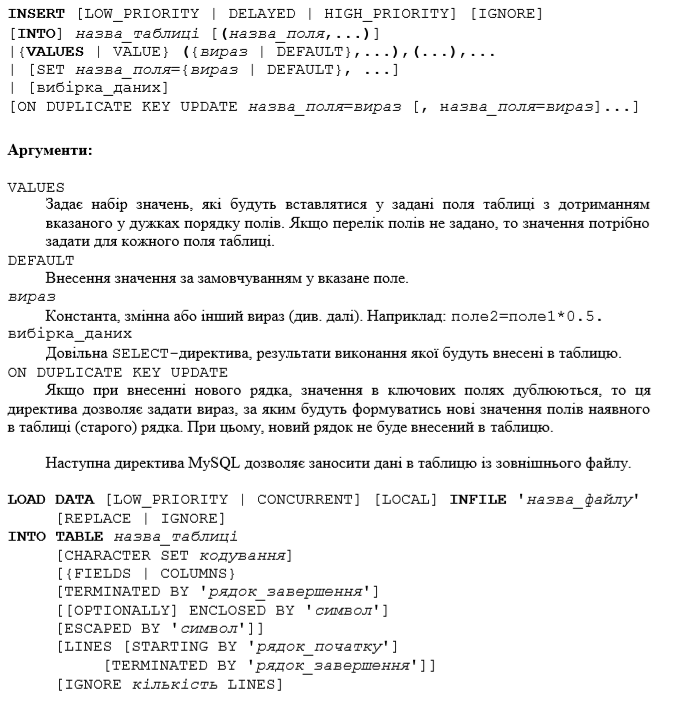 INSERT [LOW_PRIORITY | DELAYED | HIGH_PRIORITY] [IGNORE]
[INTO] назва_таблиці [(назва_поля,...)]
|{VALUES | VALUE} ({вираз | DEFAULT},...),(...),...
| [SET назва_поля={вираз | DEFAULT}, ...]
| [вибірка_даних]
[ON DUPLICATE KEY UPDATE назва_поля=вираз [, назва_поля=вираз]...]
Аргументи:
VALUES
Задає набір значень, які будуть вставлятися у задані поля таблиці з дотриманням
вказаного у дужках порядку полів. Якщо перелік полів не задано, то значення потрібно
задати для кожного поля таблиці.
DEFAULT
Внесення значення за замовчуванням у вказане поле.
вираз
Константа, змінна або інший вираз (див. далі). Наприклад: поле2=поле1*0.5.
вибірка_даних
Довільна SELECT-директива, результати виконання якої будуть внесені в таблицю.
ON DUPLICATE KEY UPDATE
Якщо при внесенні нового рядка, значення в ключових полях дублюються, то ця
директива дозволяє задати вираз, за яким будуть формуватись нові значення полів наявного
в таблиці (старого) рядка. При цьому, новий рядок не буде внесений в таблицю.
Наступна директива MySQL дозволяє заносити дані в таблицю із зовнішнього файлу.
LOAD DATA [LOW_PRIORITY | CONCURRENT] [LOCAL] INFILE 'назва_файлу'
[REPLACE | IGNORE]
INTO TABLE назва_таблиці
[CHARACTER SET кодування]
[{FIELDS | COLUMNS}
[TERMINATED BY 'рядок_завершення']
[[OPTIONALLY] ENCLOSED BY 'символ']
[ESCAPED BY 'символ']]
[LINES [STARTING BY 'рядок_початку']
[TERMINATED BY 'рядок_завершення']]
[IGNORE кількість LINES]